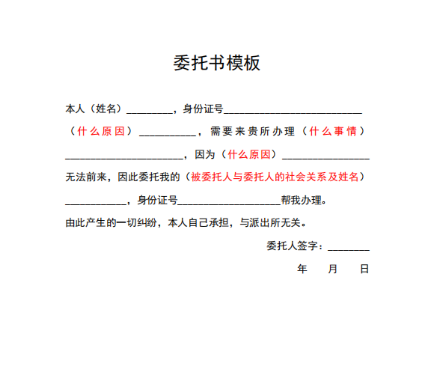 委托书模板
本人（姓名）_________，身份证号___________________________
（什么原因）___________，需要来贵所办理（什么事情）
_______________________，因为（什么原因）_________________
无法前来，因此委托我的（被委托人与委托人的社会关系及姓名）
____________，身份证号____________________帮我办理。
由此产生的一切纠纷，本人自己承担，与派出所无关。
委托人签字：________
年 月 日